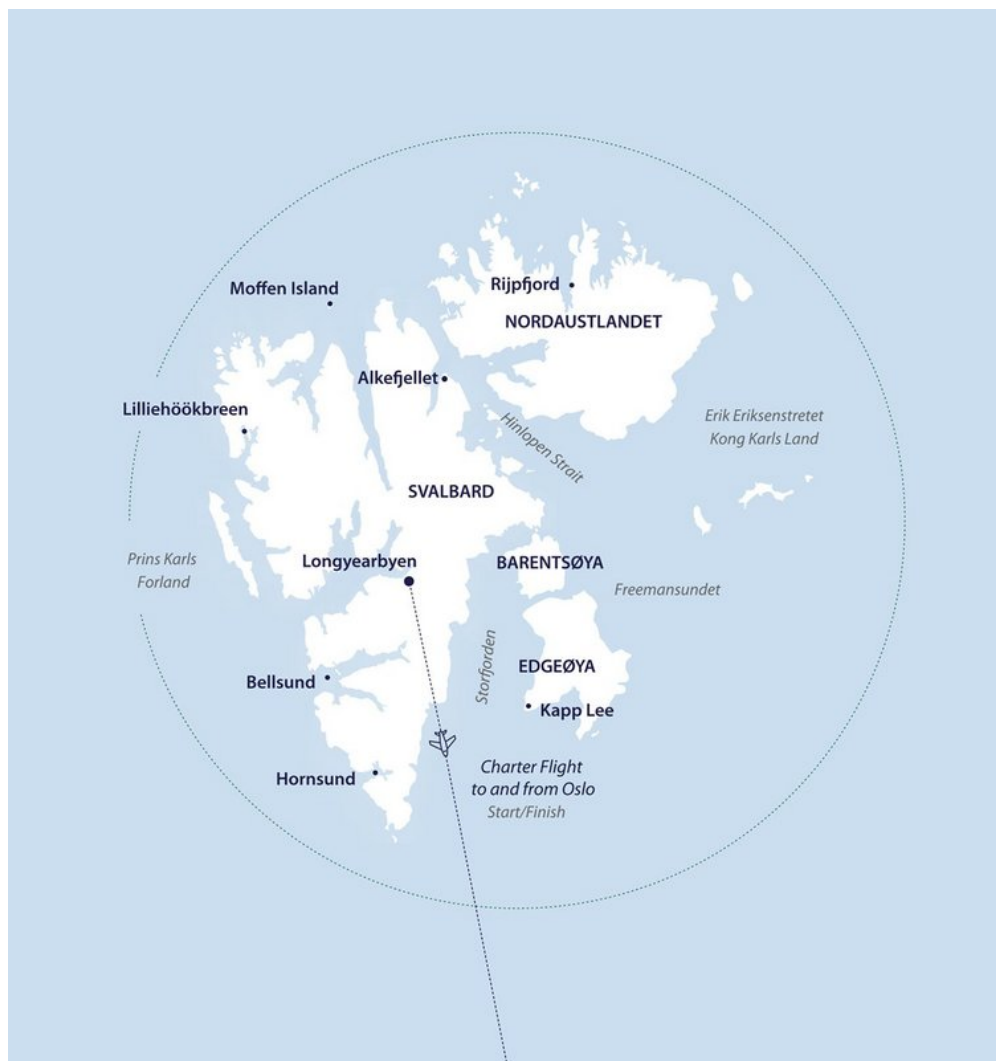 Moffen Island
Rijpfjord
NORDAUSTLANDET
Alkefjellet
Lilliehöökbreen
Hinlopen Strait
Erik Eriksenstretet
Kong Karls Land
SVALBARD
Prins Karls
Forland
Longyearbyen
BARENTSØYA
Freemansundet
Storfjorden
EDGEØYA
Bellsund
Kapp Lee
Hornsund
Charter Flight
to and from Oslo
Start/Finish